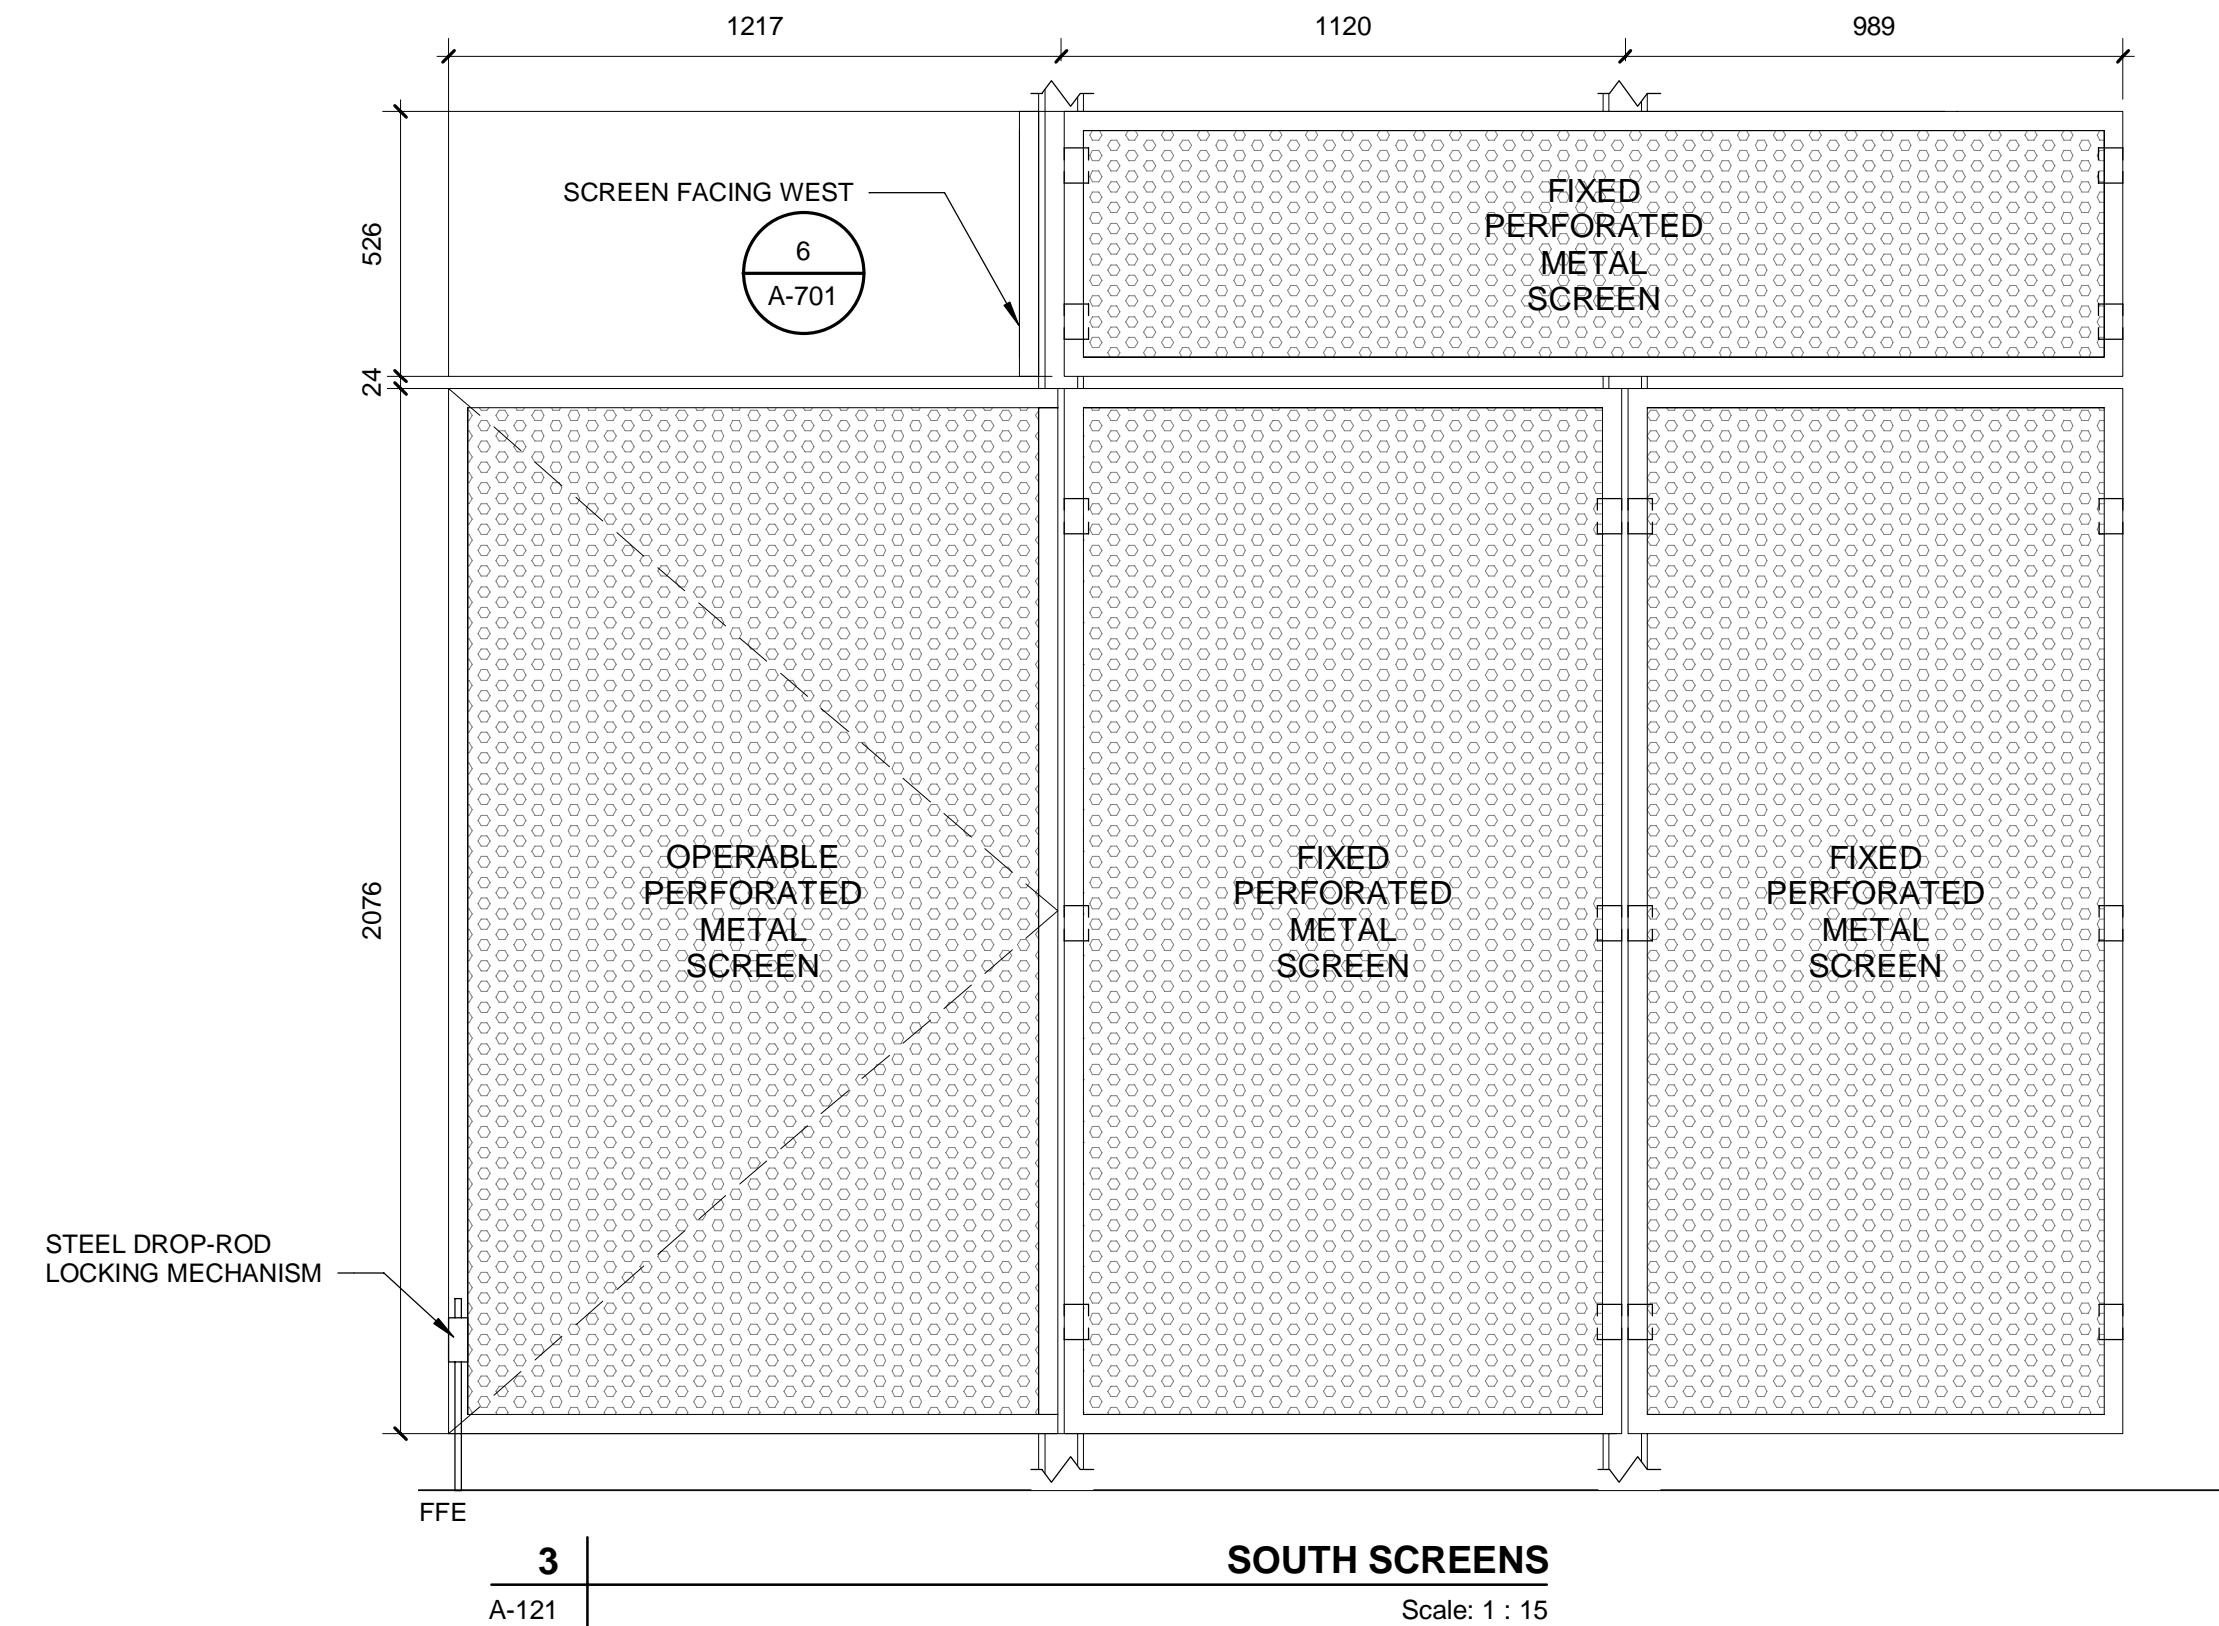 1217
1120
989
SCREEN FACING WEST
6
A-701
526
24
2076
FIXED
PERFORATED
METAL
SCREEN
OPERABLE
PERFORATED
METAL
SCREEN
FIXED
PERFORATED
METAL
SCREEN
FIXED
PERFORATED
METAL
SCREEN
STEEL DROP-ROD
LOCKING MECHANISM
FFE
3
SOUTH SCREENS
A-121
Scale: 1 : 15